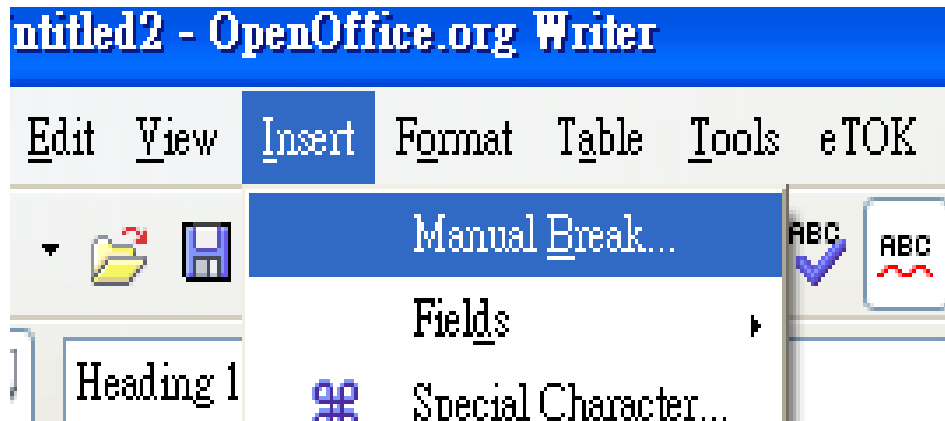 ntitled2 - OpenOffice.org Writer
Edit View Insert Format Table Tools eTOK
Manual Break...
ABC ABC
Fields
Heading 1
Special Character...